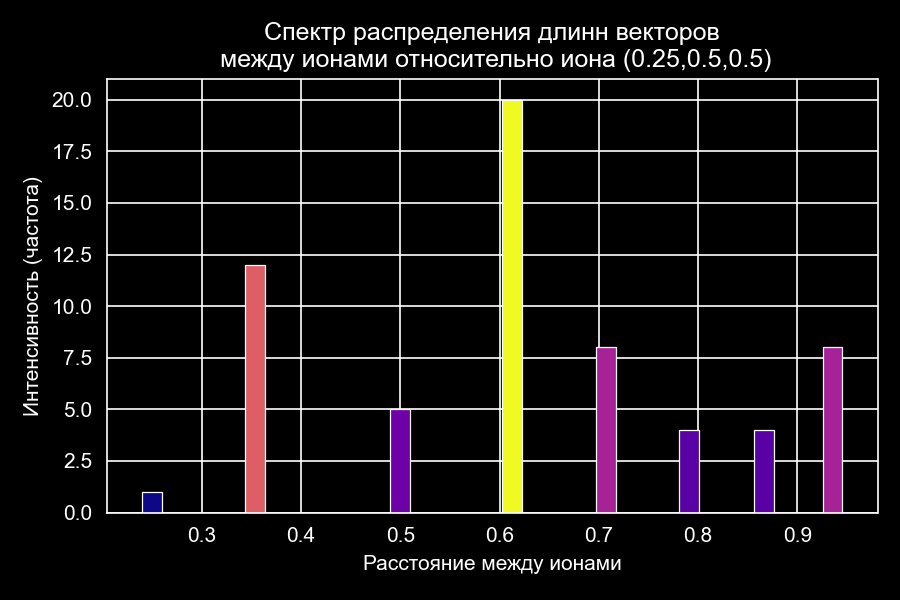 Спектр распределения длинн векторов
между ионами относительно иона (0.25,0.5,0.5)
20.0
17.5
15.0
12.5
10.0
7.5
5.0
2.5
0.0
Интенсивность (частота)
0.3 0.4 0.5 0.6 0.7 0.8 0.9
Расстояние между ионами